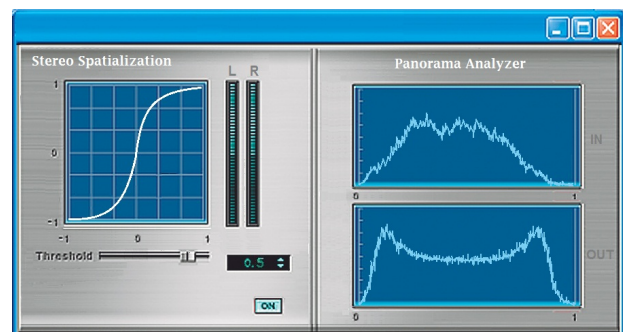 Stereo Spatialization
L R
1
0
-1
-1 0 1
Threshold
0.5
ON
Panorama Analyzer
IN
0 1
OUT
0 1